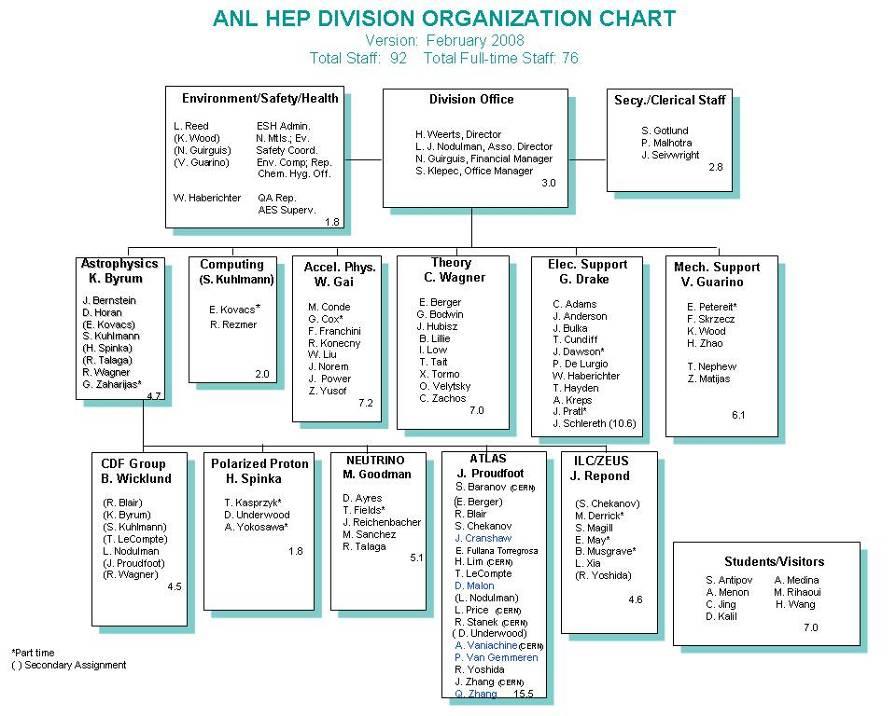 ANL HEP DIVISION ORGANIZATION CHART
Version: February 2008
Total Staff: 92 Total Full-time Staff: 76
Environment/Safety/Health
L. Reed ESH Admin.
(K. Wood) N. Mtls.; Ev.
(N. Guirguis) Safety Coord.
(V. Guarino) Env. Comp; Rep.
Chem. Hyg. Off.
W. Haberichter QA Rep.
AES Superv.
1.8
Division Office
H. Weerts, Director
L. J. Nodulman, Asso. Director
N. Guirguis, Financial Manager
S. Klepec, Office Manager
3.0
Secy./Clerical Staff
S. Gotlund
P. Malhotra
J. Seivwright
2.8
Astrophysics
K. Byrum
J. Bernstein
D. Horan
(E. Kovacs)
S. Kuhlmann
(H. Spinka)
(R. Talaga)
R. Wagner
G. Zaharijas*
4.7
Computing
(S. Kuhlmann)
E. Kovacs*
R. Rezmer
2.0
Accel. Phys.
W. Gai
M. Conde
G. Cox*
F. Franchini
R. Konecny
W. Liu
J. Norem
J. Power
Z. Yusof
7.2
Theory
C. Wagner
E. Berger
G. Bodwin
J. Hubisz
B. Lillie
I. Low
T. Tait
X. Tormo
O. Velytsky
C. Zachos
7.0
Elec. Support
G. Drake
C. Adams
J. Anderson
J. Bulka
T. Cundiff
J. Dawson*
P. De Lurgio
W. Haberichter
T. Hayden
A. Kreps
J. Pratl*
J. Schlereth (10.6)
Mech. Support
V. Guarino
E. Petereit*
F. Skrzecz
K. Wood
H. Zhao
T. Nephew
Z. Matijas
6.1
CDF Group
B. Wicklund
(R. Blair)
(K. Byrum)
(S. Kuhlmann)
(T. LeCompte)
L. Nodulman
(J. Proudfoot)
(R. Wagner)
4.5
Polarized Proton
H. Spinka
T. Kasprzyk*
D. Underwood
A. Yokosawa*
1.8
NEUTRINO
M. Goodman
D. Ayres
T. Fields*
J. Reichenbacher
M. Sanchez
R. Talaga
5.1
ATLAS
J. Proudfoot
S. Baranov (CERN)
(E. Berger)
R. Blair
S. Chekanov
J. Cranshaw
E. Fullana Torregrosa
H. Lim (CERN)
T. LeCompte
D. Malon
(L. Nodulman)
L. Price (CERN)
R. Stanek (CERN)
( D. Underwood)
A. Vaniachine (CERN)
P. Van Gemmeren
R. Yoshida
J. Zhang (CERN)
Q. Zhang 15.5
ILC/ZEUS
J. Repond
(S. Chekanov)
M. Derrick*
S. Magill
E. May*
B. Musgrave*
L. Xia
(R. Yoshida)
4.6
Students/Visitors
S. Antipov A. Medina
A. Menon M. Rihaoui
C. Jing H. Wang
D. Kalil
7.0
*Part time
( ) Secondary Assignment